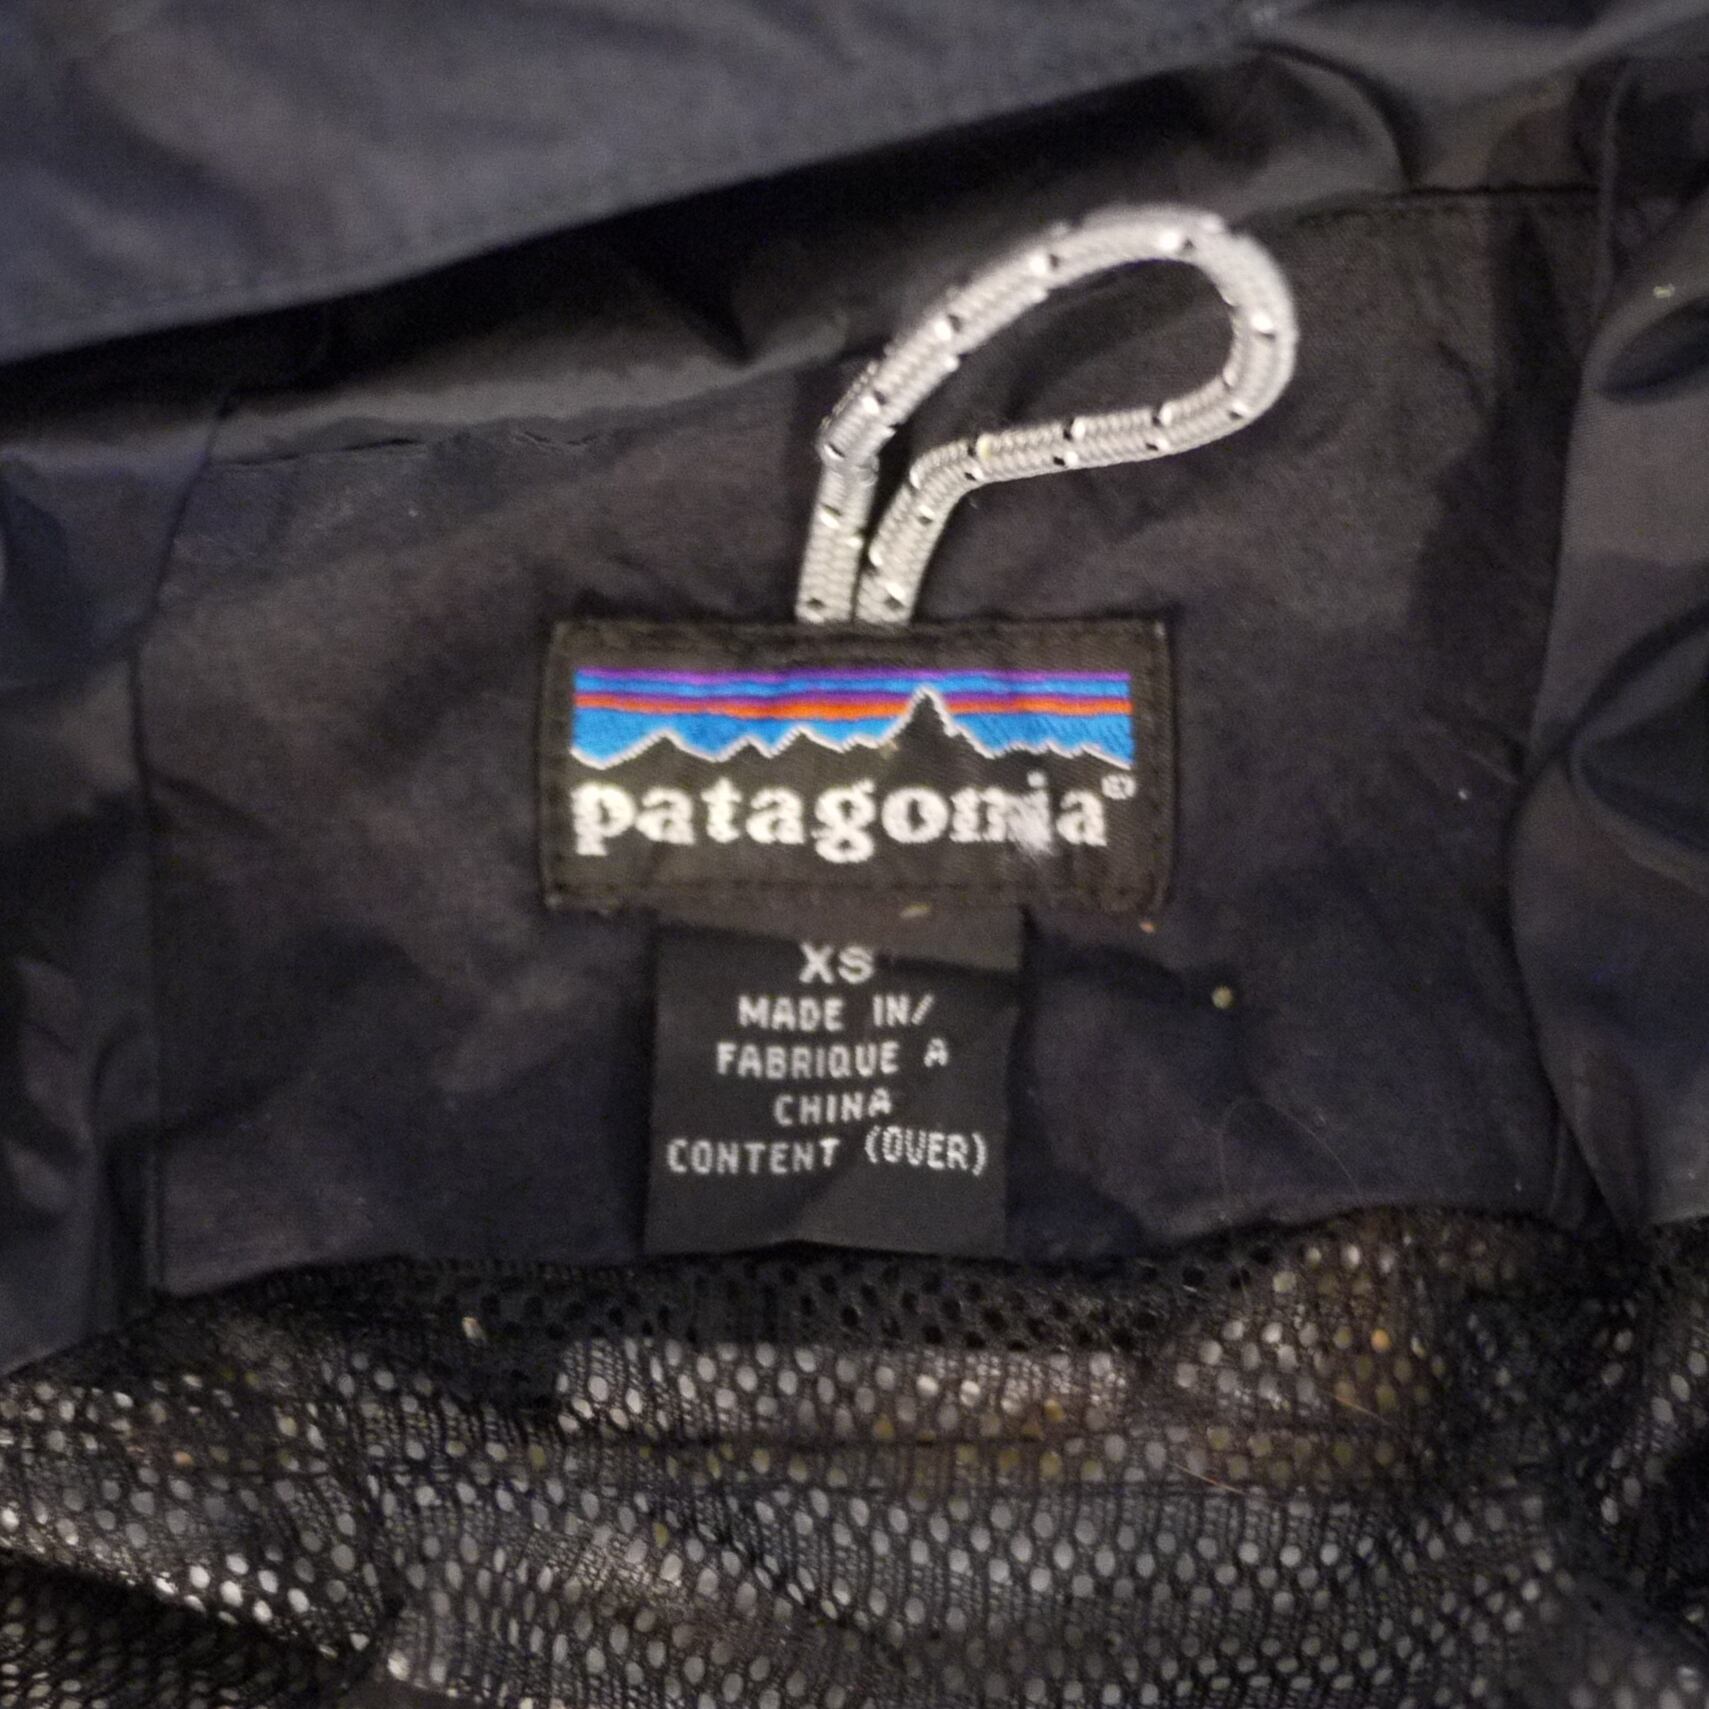 patagonia®
XS
MADE IN/
FABRIQUE A
CHINA
CONTENT (OVER)